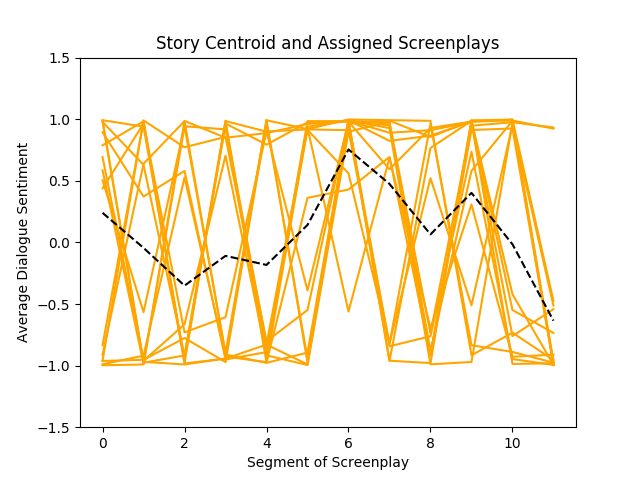 Story Centroid and Assigned Screenplays
1.5
1.0
0.5
0.0
−0.5
−1.0
−1.5
Average Dialogue Sentiment
0 2 4 6 8 10
Segment of Screenplay